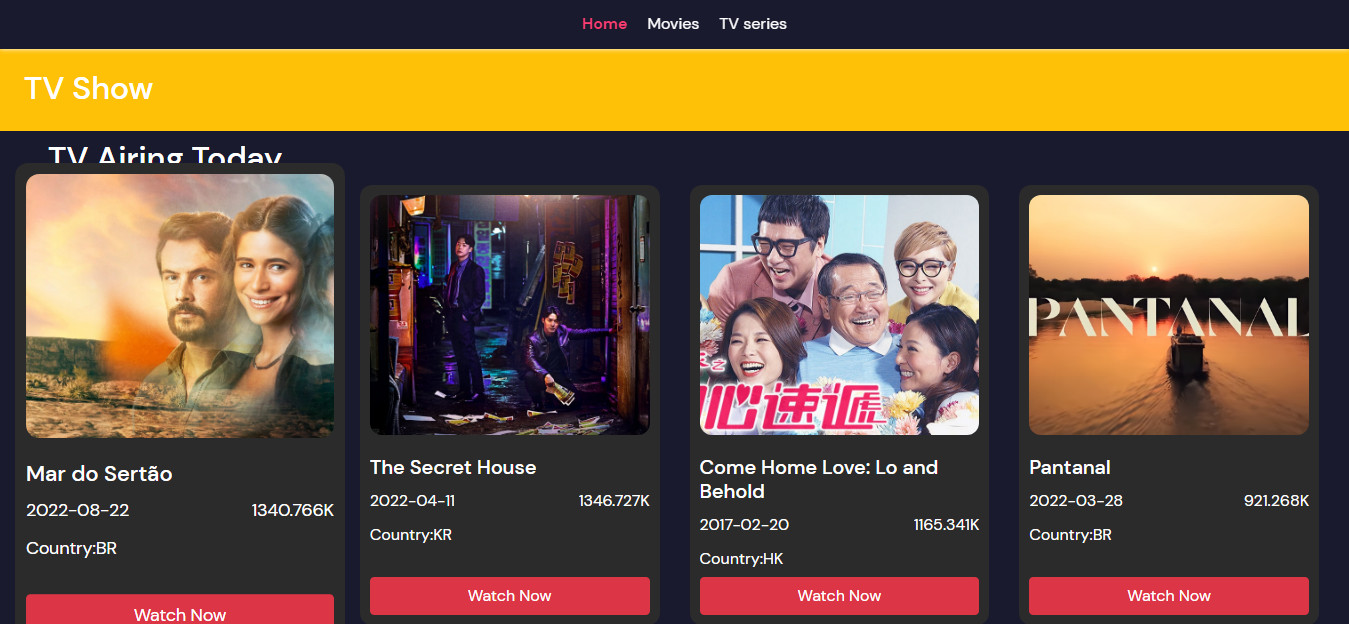 Home Movies TV series
TV Show
TV Airing Today
PANTANAL
心速遞
Mar do Sertão
2022-08-22 1340.766K
Country:BR
Watch Now
The Secret House
2022-04-11 1346.727K
Country:KR
Watch Now
Come Home Love: Lo and
Behold
2017-02-20 1165.341K
Country:HK
Watch Now
Pantanal
2022-03-28 921.268K
Country:BR
Watch Now